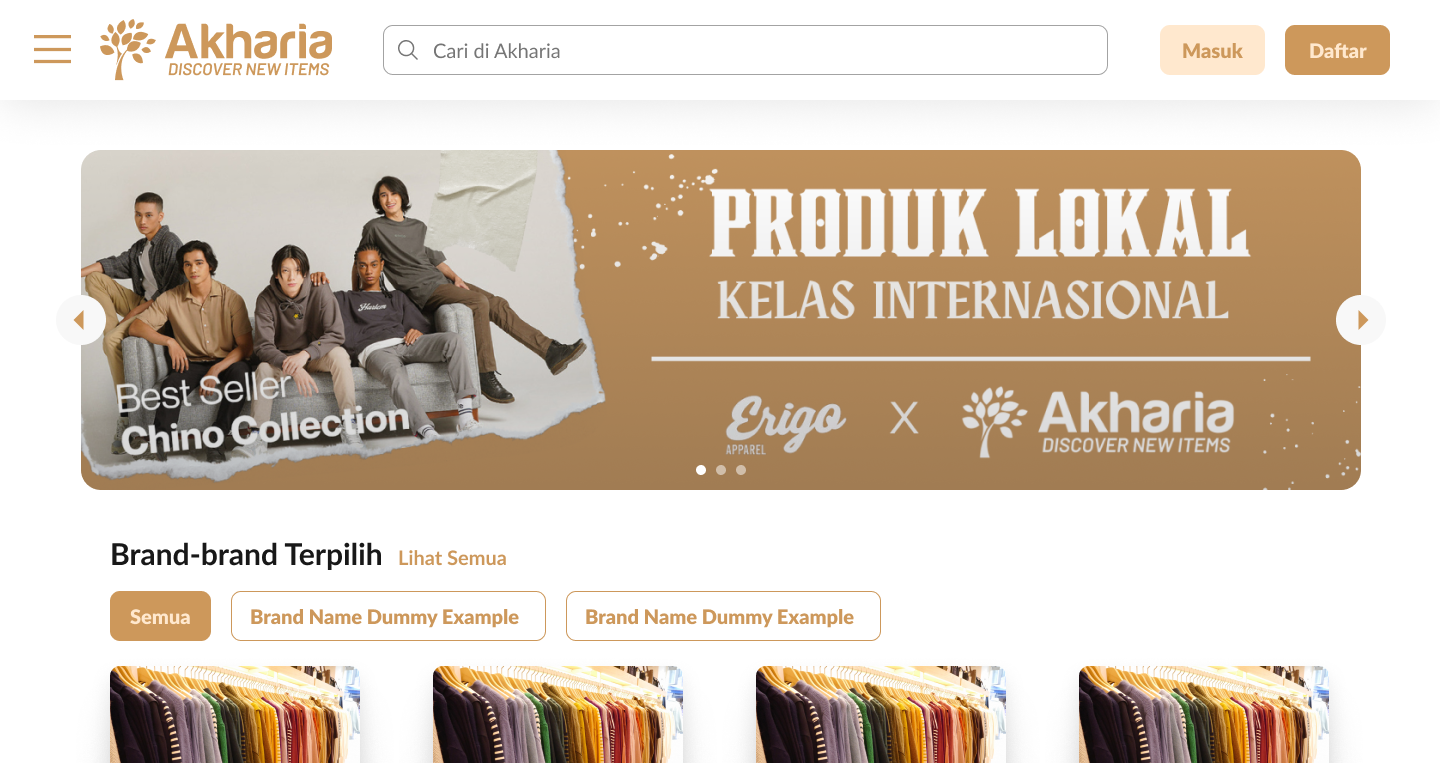 Akharia
DISCOVER NEW ITEMS
Cari di Akharia
Masuk
Daftar
Harlem
Best Seller
Chino Collection
PRODUK LOKAL
KELAS INTERNASIONAL
Erigo
APPAREL
X
Akharia
DISCOVER NEW ITEMS
Brand-brand Terpilih
Lihat Semua
Semua
Brand Name Dummy Example
Brand Name Dummy Example